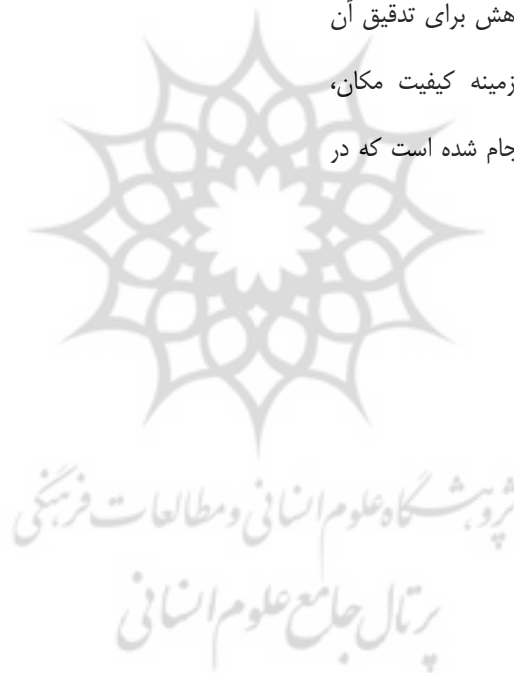 هش برای تدقیق آن
زمینه کیفیت مکان،
جام شده است که در
پژوهشگاه علوم انسانی و مطالعات فرهنگی
پرتال جامع علوم انسانی